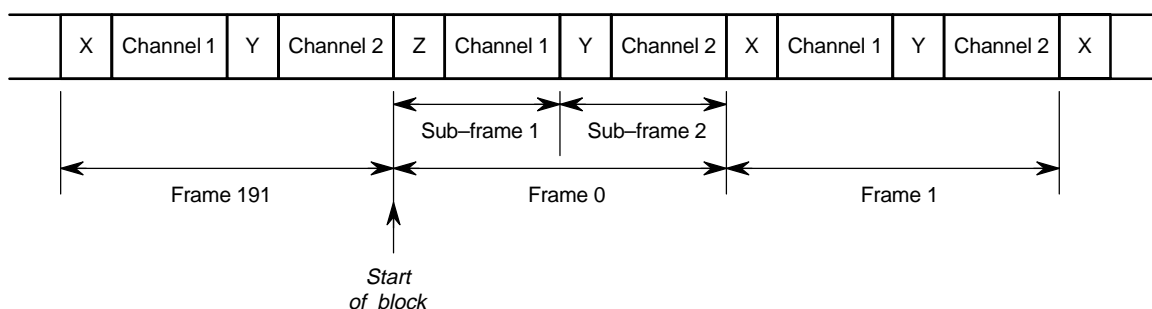 X Channel 1 Y Channel 2 Z Channel 1 Y Channel 2 X Channel 1 Y Channel 2 X
Sub–frame 1 Sub–frame 2
Frame 191 Frame 0 Frame 1
Start
of block